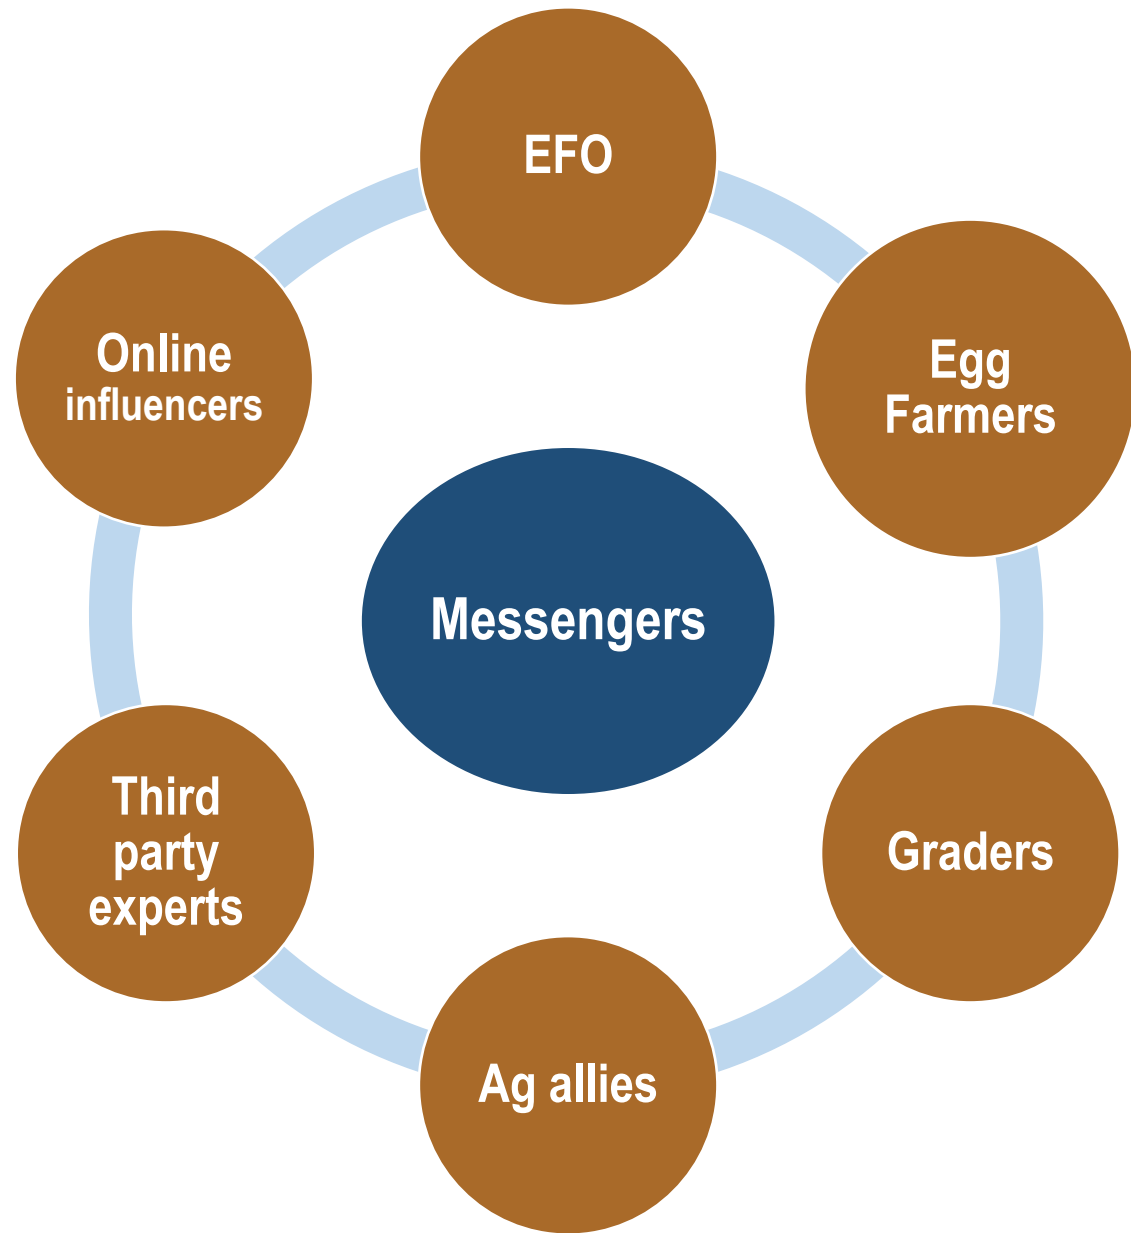 EFO
Online
influencers
Egg
Farmers
Messengers
Third
party
experts
Graders
Ag allies